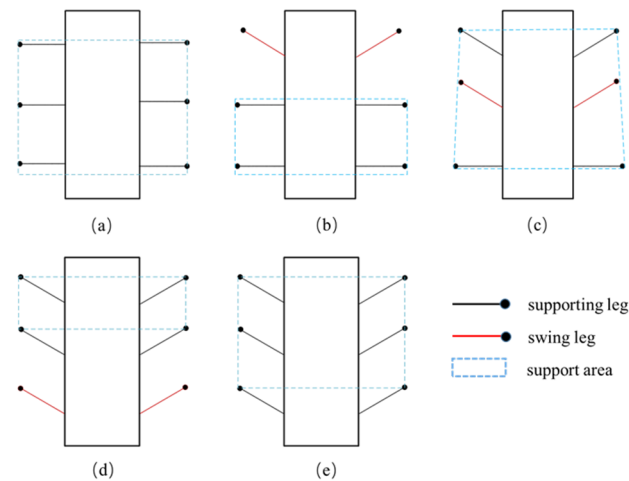 (a)
(b)
(c)
(d)
(e)
supporting leg
swing leg
support area